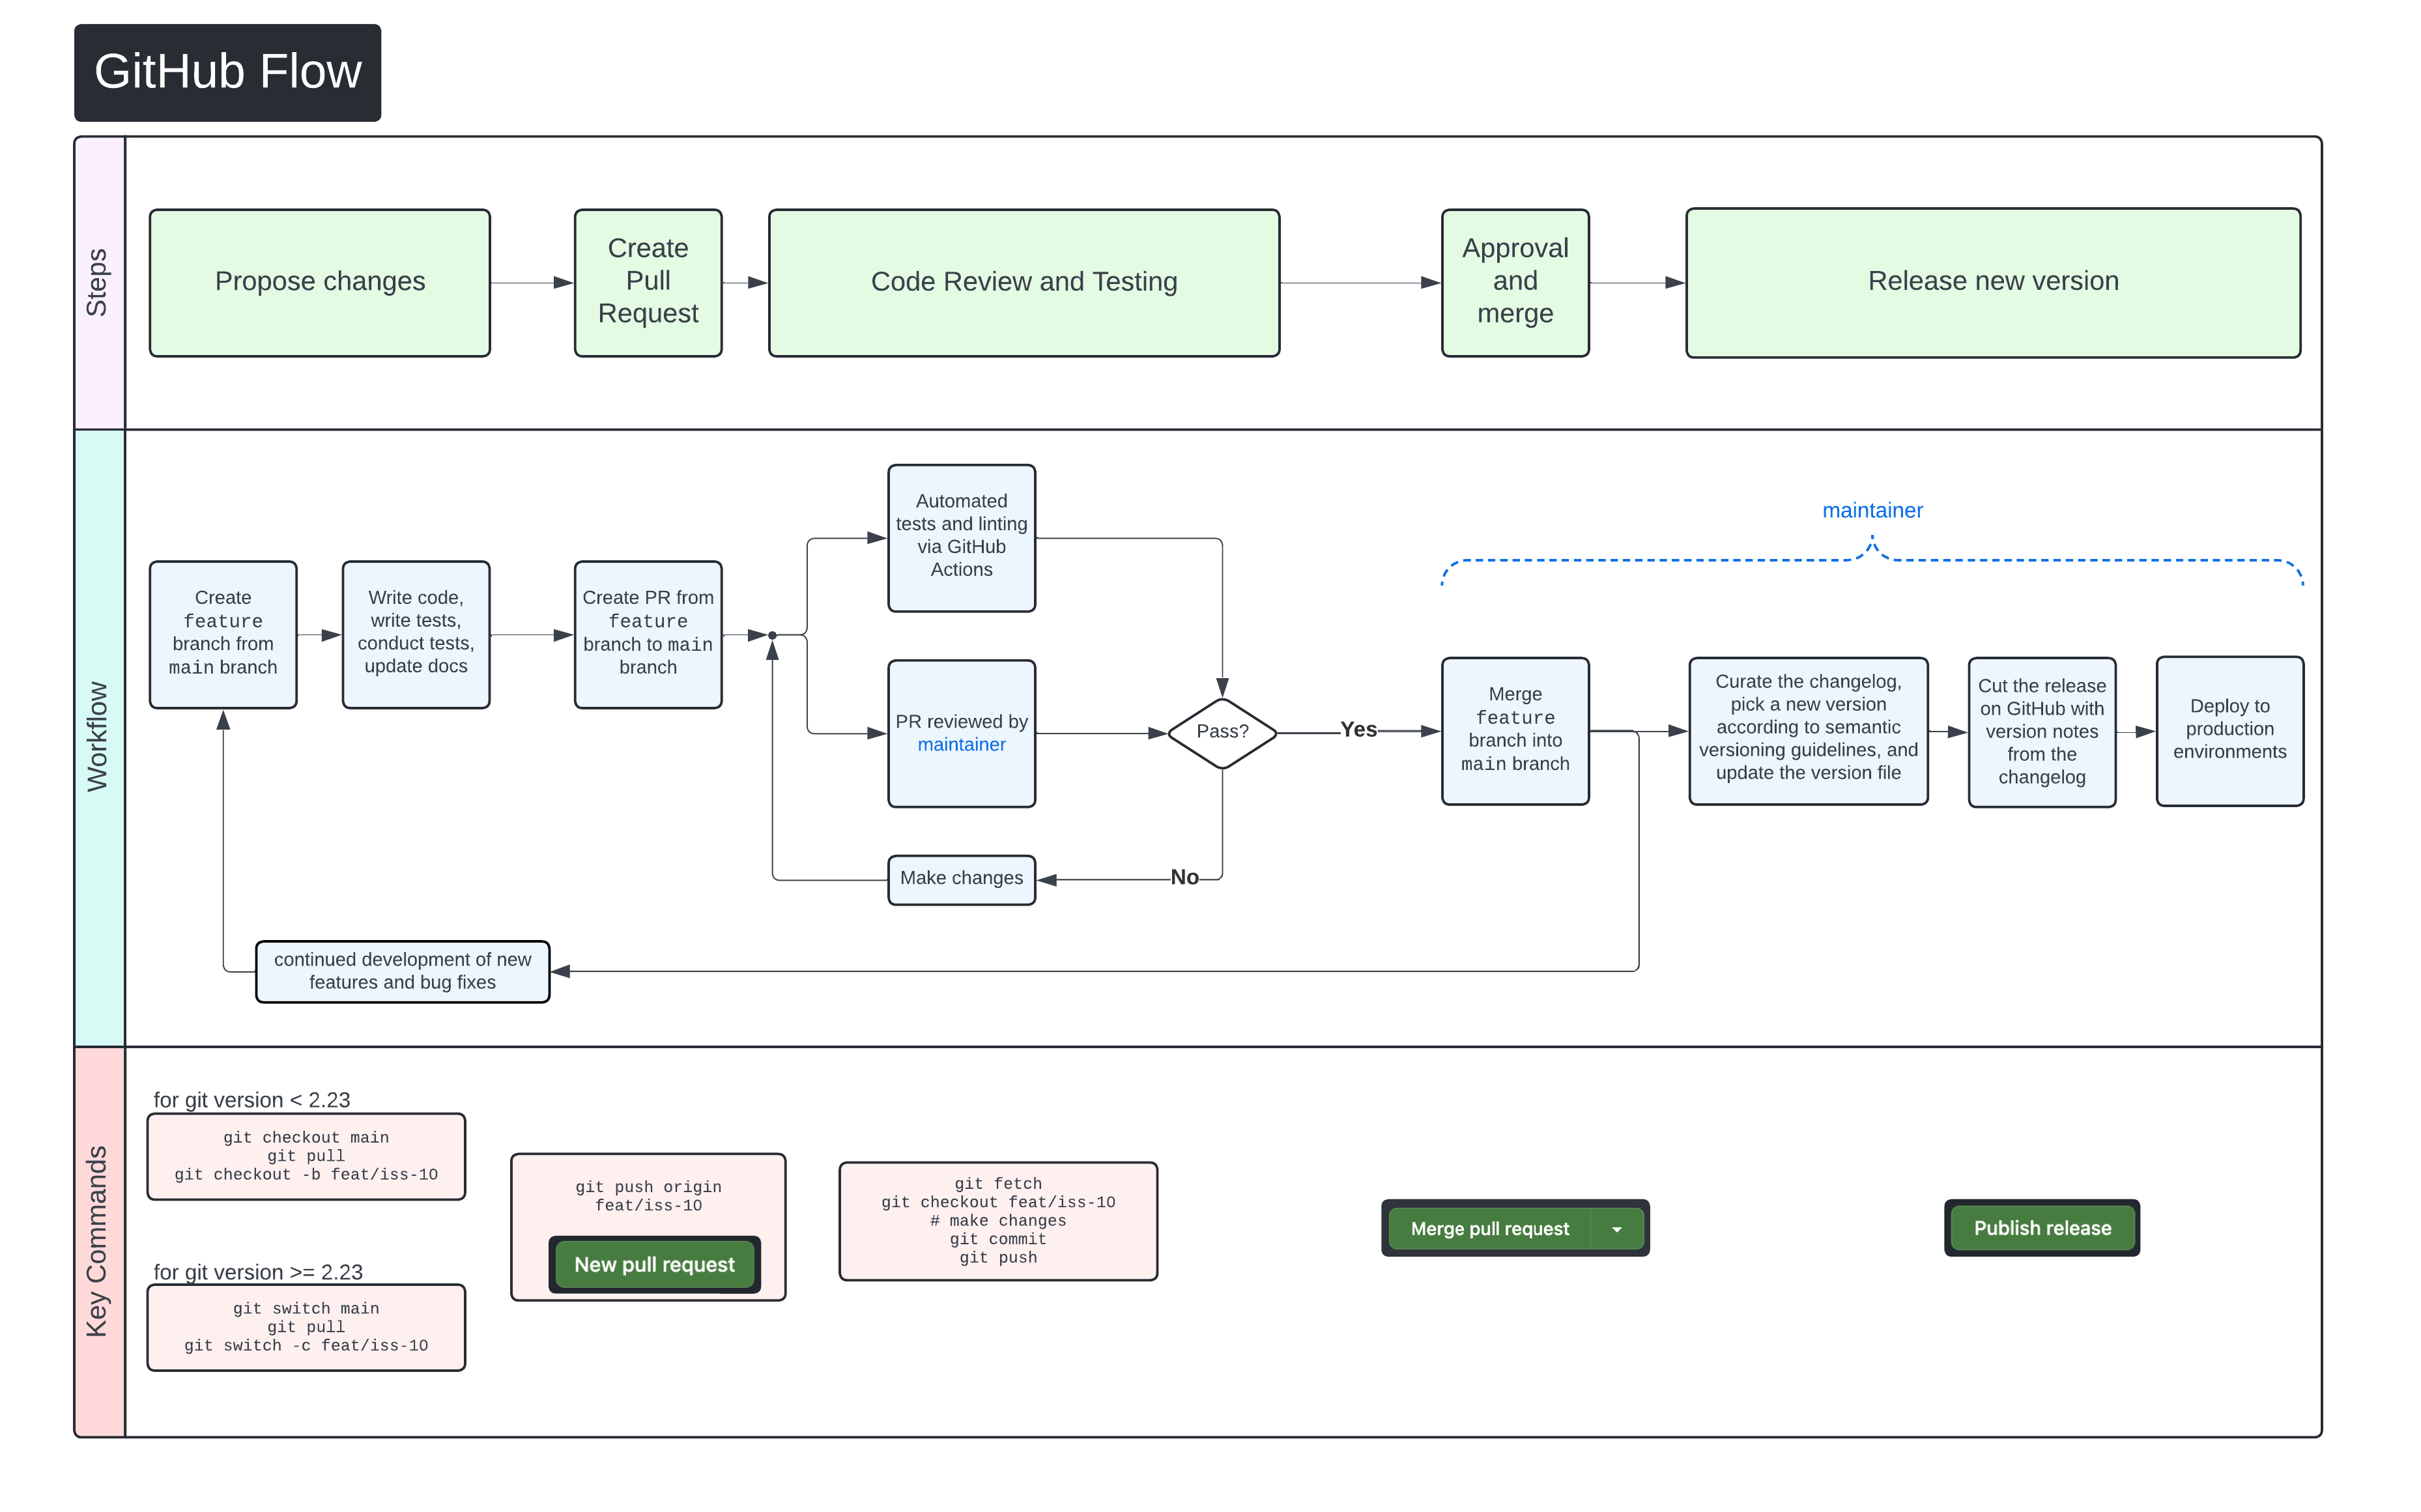 GitHub Flow
Steps
Propose changes
Create
Pull
Request
Code Review and Testing
Approval
and
merge
Release new version
Workflow
Create
feature
branch from
main branch
Write code,
write tests,
conduct tests,
update docs
Create PR from
feature
branch to main
branch
Automated
tests and linting
via GitHub
Actions
PR reviewed by
maintainer
Pass?
Yes
No
Make changes
maintainer
Merge
feature
branch into
main branch
Curate the changelog,
pick a new version
according to semantic
versioning guidelines, and
update the version file
Cut the release
on GitHub with
version notes
from the
changelog
Deploy to
production
environments
continued development of new
features and bug fixes
Key Commands
for git version < 2.23
git checkout main
git pull
git checkout -b feat/iss-10
for git version >= 2.23
git switch main
git pull
git switch -c feat/iss-10
git push origin
feat/iss-10
New pull request
git fetch
git checkout feat/iss-10
# make changes
git commit
git push
Merge pull request
Publish release